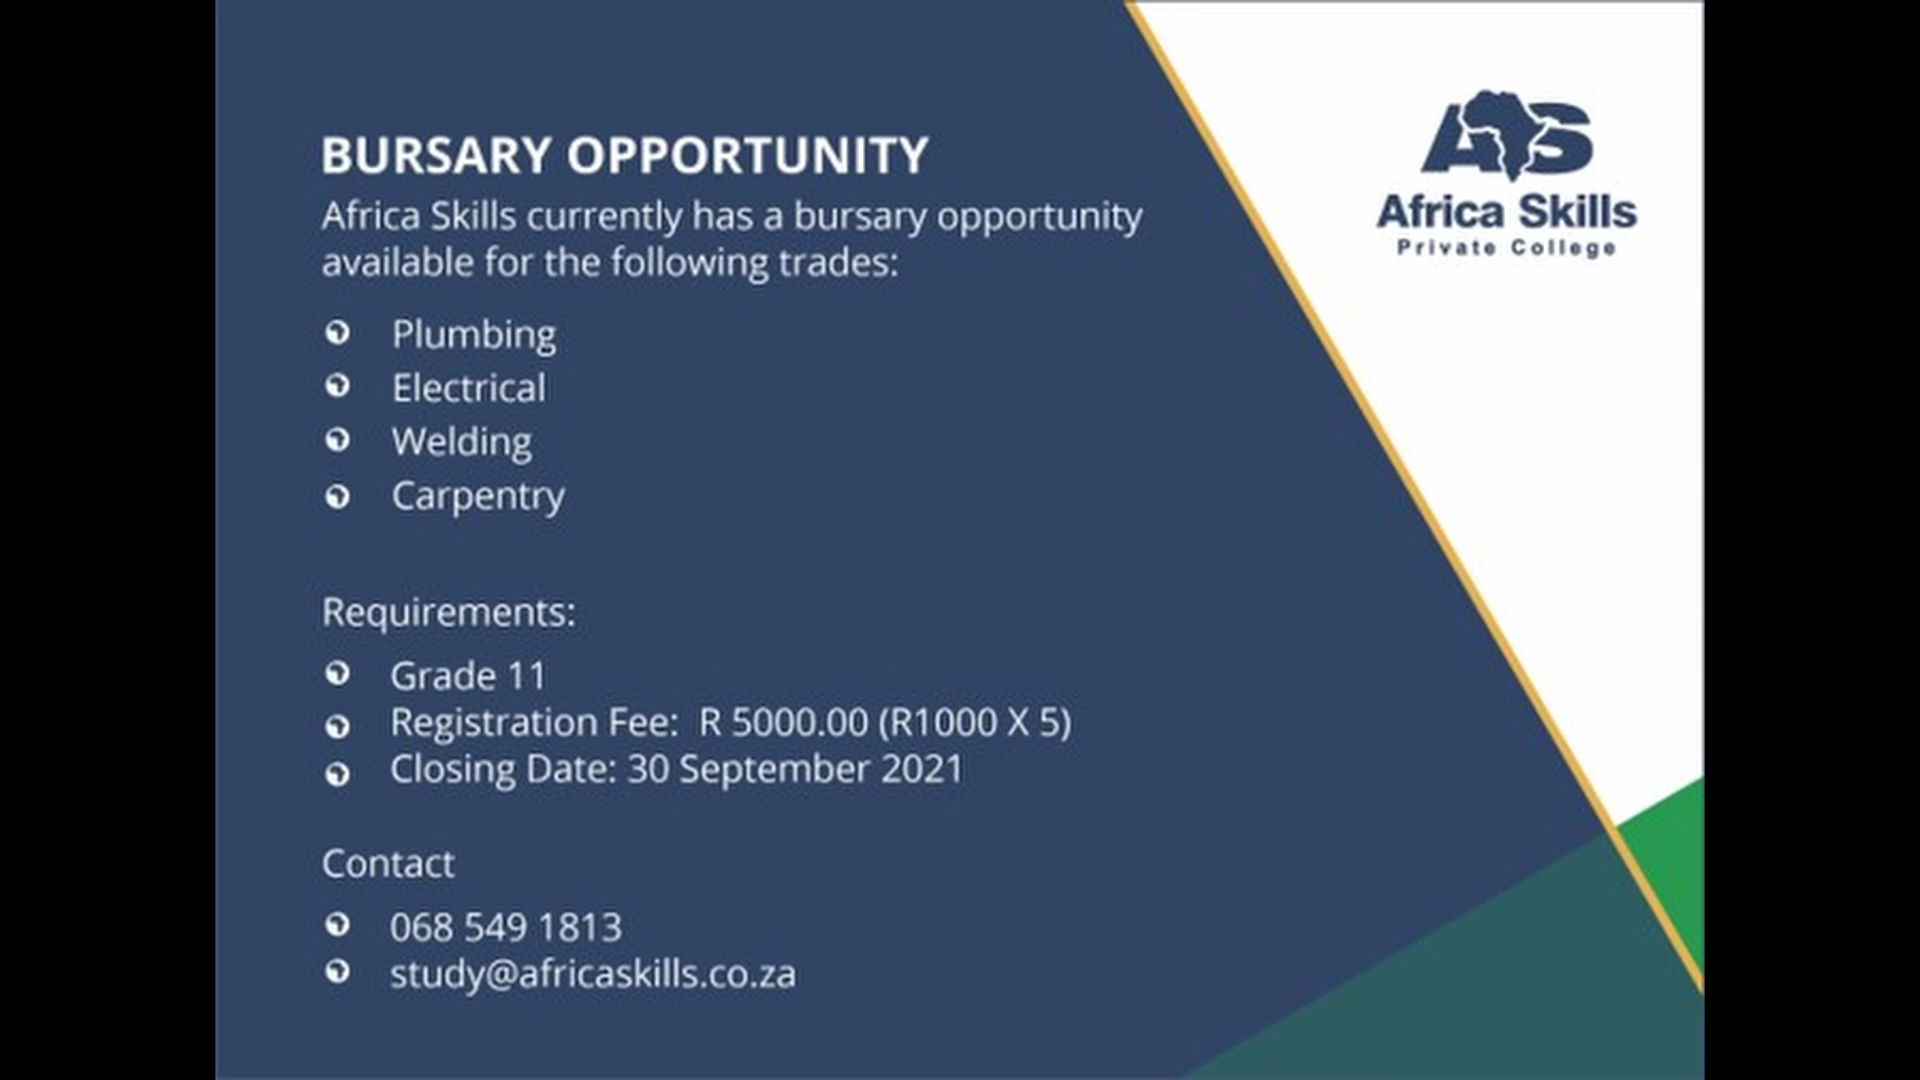 AS
Africa Skills
Private College
BURSARY OPPORTUNITY
Africa Skills currently has a bursary opportunity
available for the following trades:
Plumbing
Electrical
Welding
Carpentry
Requirements:
Grade 11
Registration Fee: R 5000.00 (R1000 X 5)
Closing Date: 30 September 2021
Contact
068 549 1813
study@africaskills.co.za